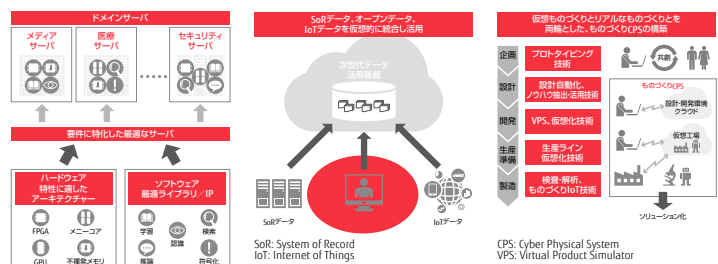 ドメインサーバ
メディア
サーバ
医療
サーバ
セキュリティ
サーバ
要件に特化した最適なサーバ
ハードウェア
特性に適した
アーキテクチャー
FPGA
メニーコア
GPU
不揮発メモリ
ソフトウェア
最適ライブラリ／IP
学習
認識
検索
推論
符号化
SoRデータ、オープンデータ、
IoTデータを仮想的に統合し活用
次世代データ
活用基盤
SoRデータ
IoTデータ
SoR: System of Record
IoT: Internet of Things
仮想ものづくりとリアルなものづくりとを
両輪とした、ものづくりCPSの構築
企画
プロトタイピング
技術
共創
設計
設計自動化、
ノウハウ抽出・活用技術
開発
VPS、仮想化技術
生産
準備
生産ライン
仮想化技術
製造
検査・解析、
ものづくりIoT技術
ものづくりCPS
設計・開発環境
クラウド
仮想工場
ソリューション化
CPS: Cyber Physical System
VPS: Virtual Product Simulator